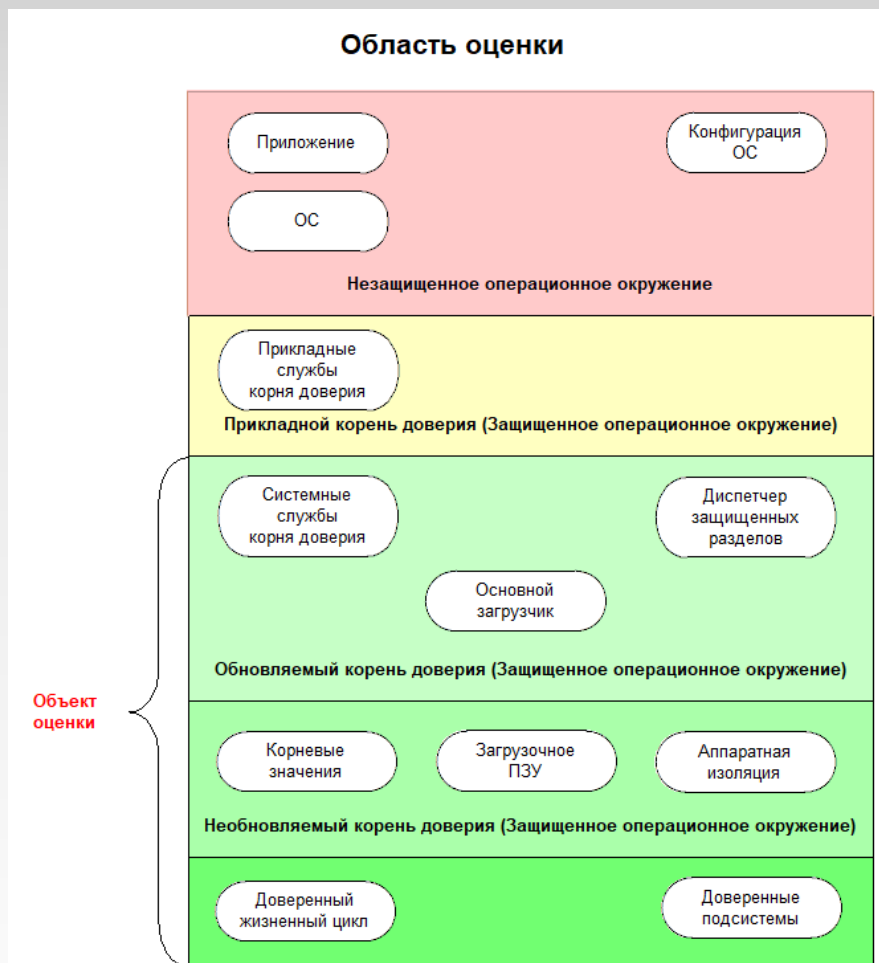 Область оценки
Приложение
Конфигурация
ОС
ОС
Незащищенное операционное окружение
Прикладные
службы
корня доверия
Прикладной корень доверия (Защищенное операционное окружение)
Системные
службы
корня доверия
Диспетчер
защищенных
разделов
Основной
загрузчик
Обновляемый корень доверия (Защищенное операционное окружение)
Объект
оценки
Корневые
значения
Загрузочное
ПЗУ
Аппаратная
изоляция
Необновляемый корень доверия (Защищенное операционное окружение)
Доверенный
жизненный цикл
Доверенные
подсистемы